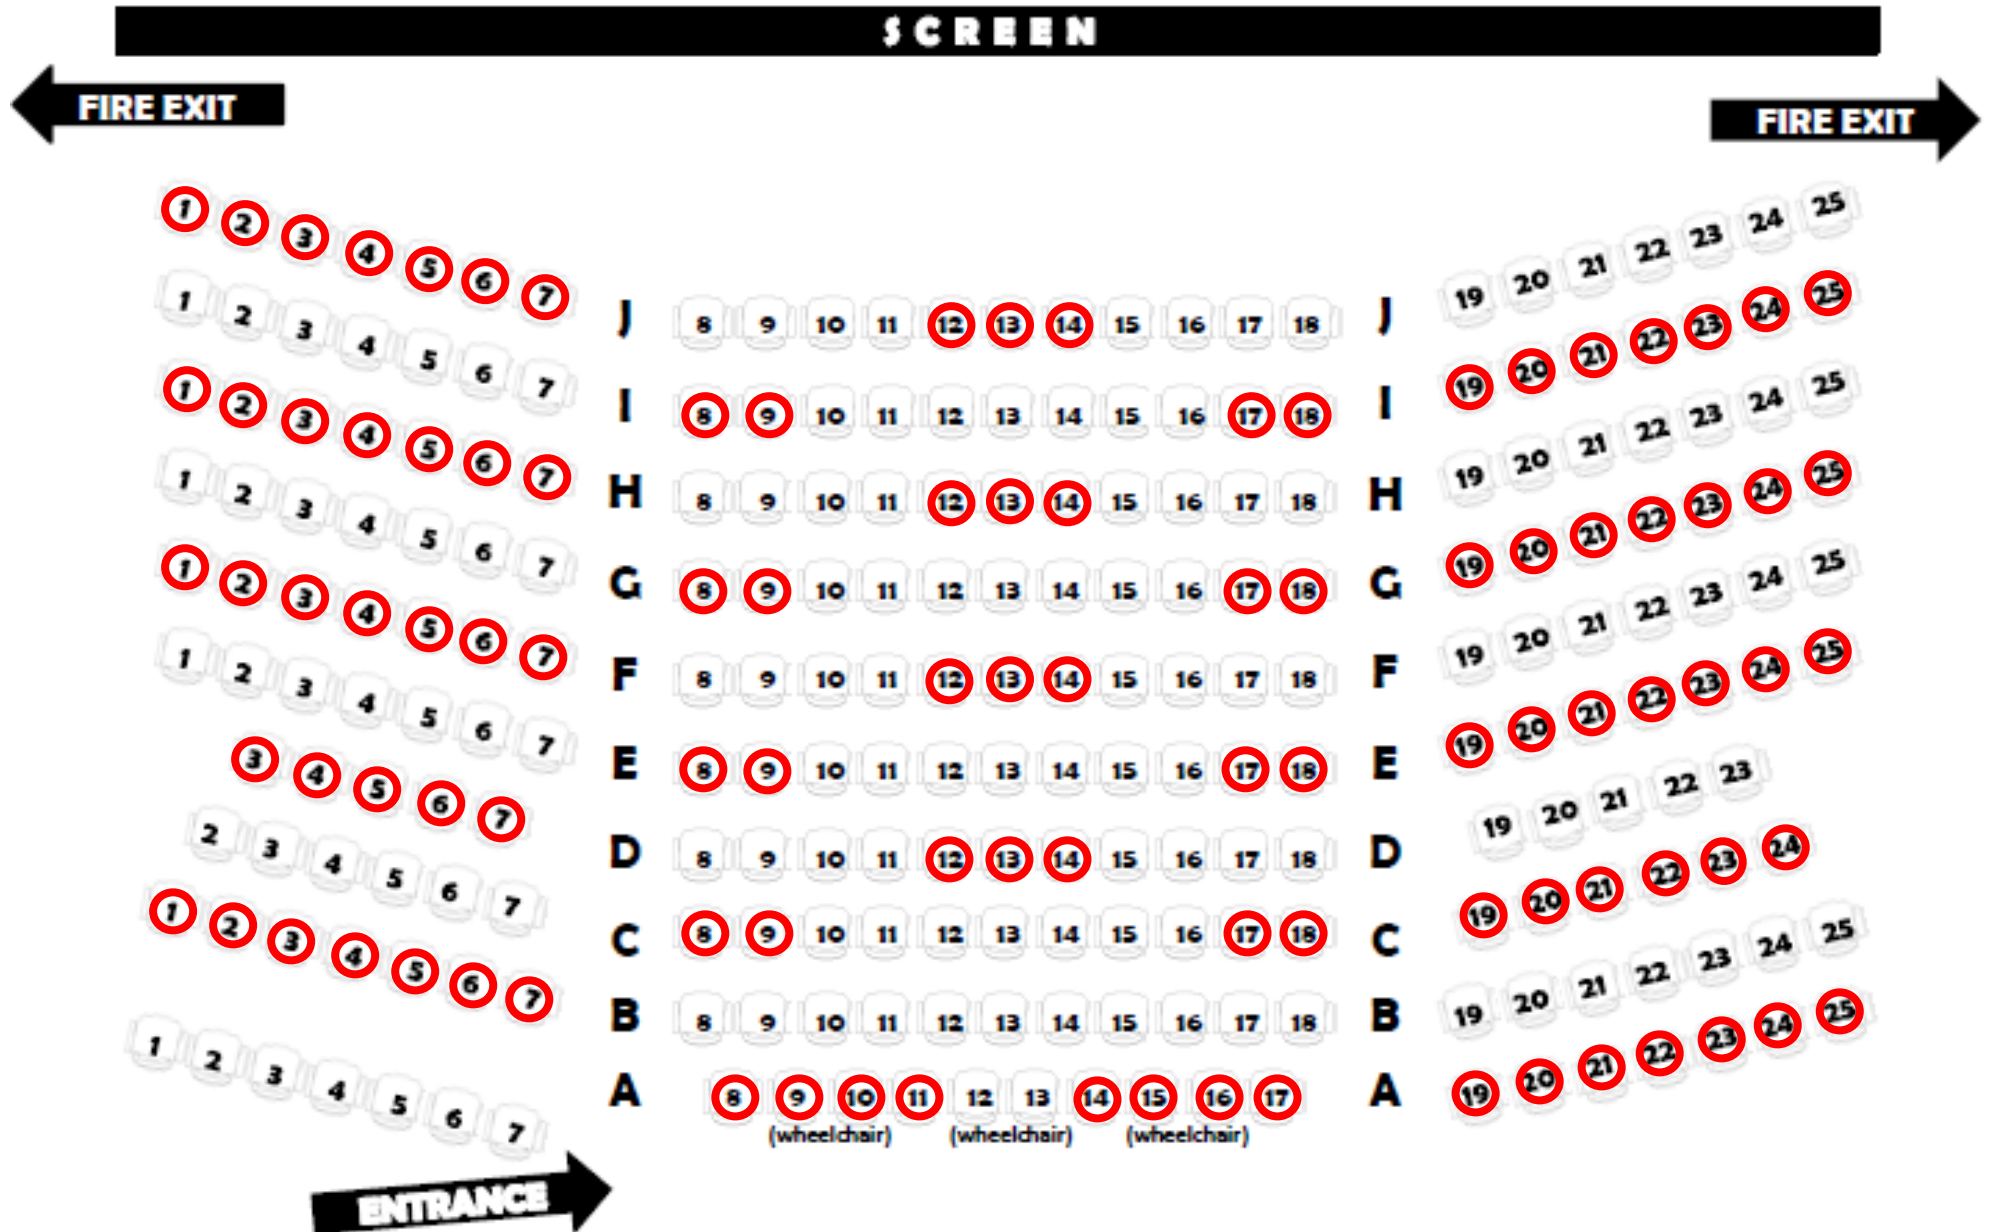 SCREEN
FIRE EXIT
FIRE EXIT
1 2 3 4 5 6 7 J 8 9 10 11 12 13 14 15 16 17 18 J 19 20 21 22 23 24 25
1 2 3 4 5 6 7 I 8 9 10 11 12 13 14 15 16 17 18 I 19 20 21 22 23 24 25
1 2 3 4 5 6 7 H 8 9 10 11 12 13 14 15 16 17 18 H 19 20 21 22 23 24 25
1 2 3 4 5 6 7 G 8 9 10 11 12 13 14 15 16 17 18 G 19 20 21 22 23 24 25
1 2 3 4 5 6 7 F 8 9 10 11 12 13 14 15 16 17 18 F 19 20 21 22 23 24 25
1 2 3 4 5 6 7 E 8 9 10 11 12 13 14 15 16 17 18 E 19 20 21 22 23 24 25
3 4 5 6 7 D 8 9 10 11 12 13 14 15 16 17 18 D 19 20 21 22 23
2 3 4 5 6 7 C 8 9 10 11 12 13 14 15 16 17 18 C 19 20 21 22 23 24
1 2 3 4 5 6 7 B 8 9 10 11 12 13 14 15 16 17 18 B 19 20 21 22 23 24 25
1 2 3 4 5 6 7 A 8 9 10 11 12 13 14 15 16 17 A 19 20 21 22 23 24 25
(wheelchair) (wheelchair) (wheelchair)
ENTRANCE